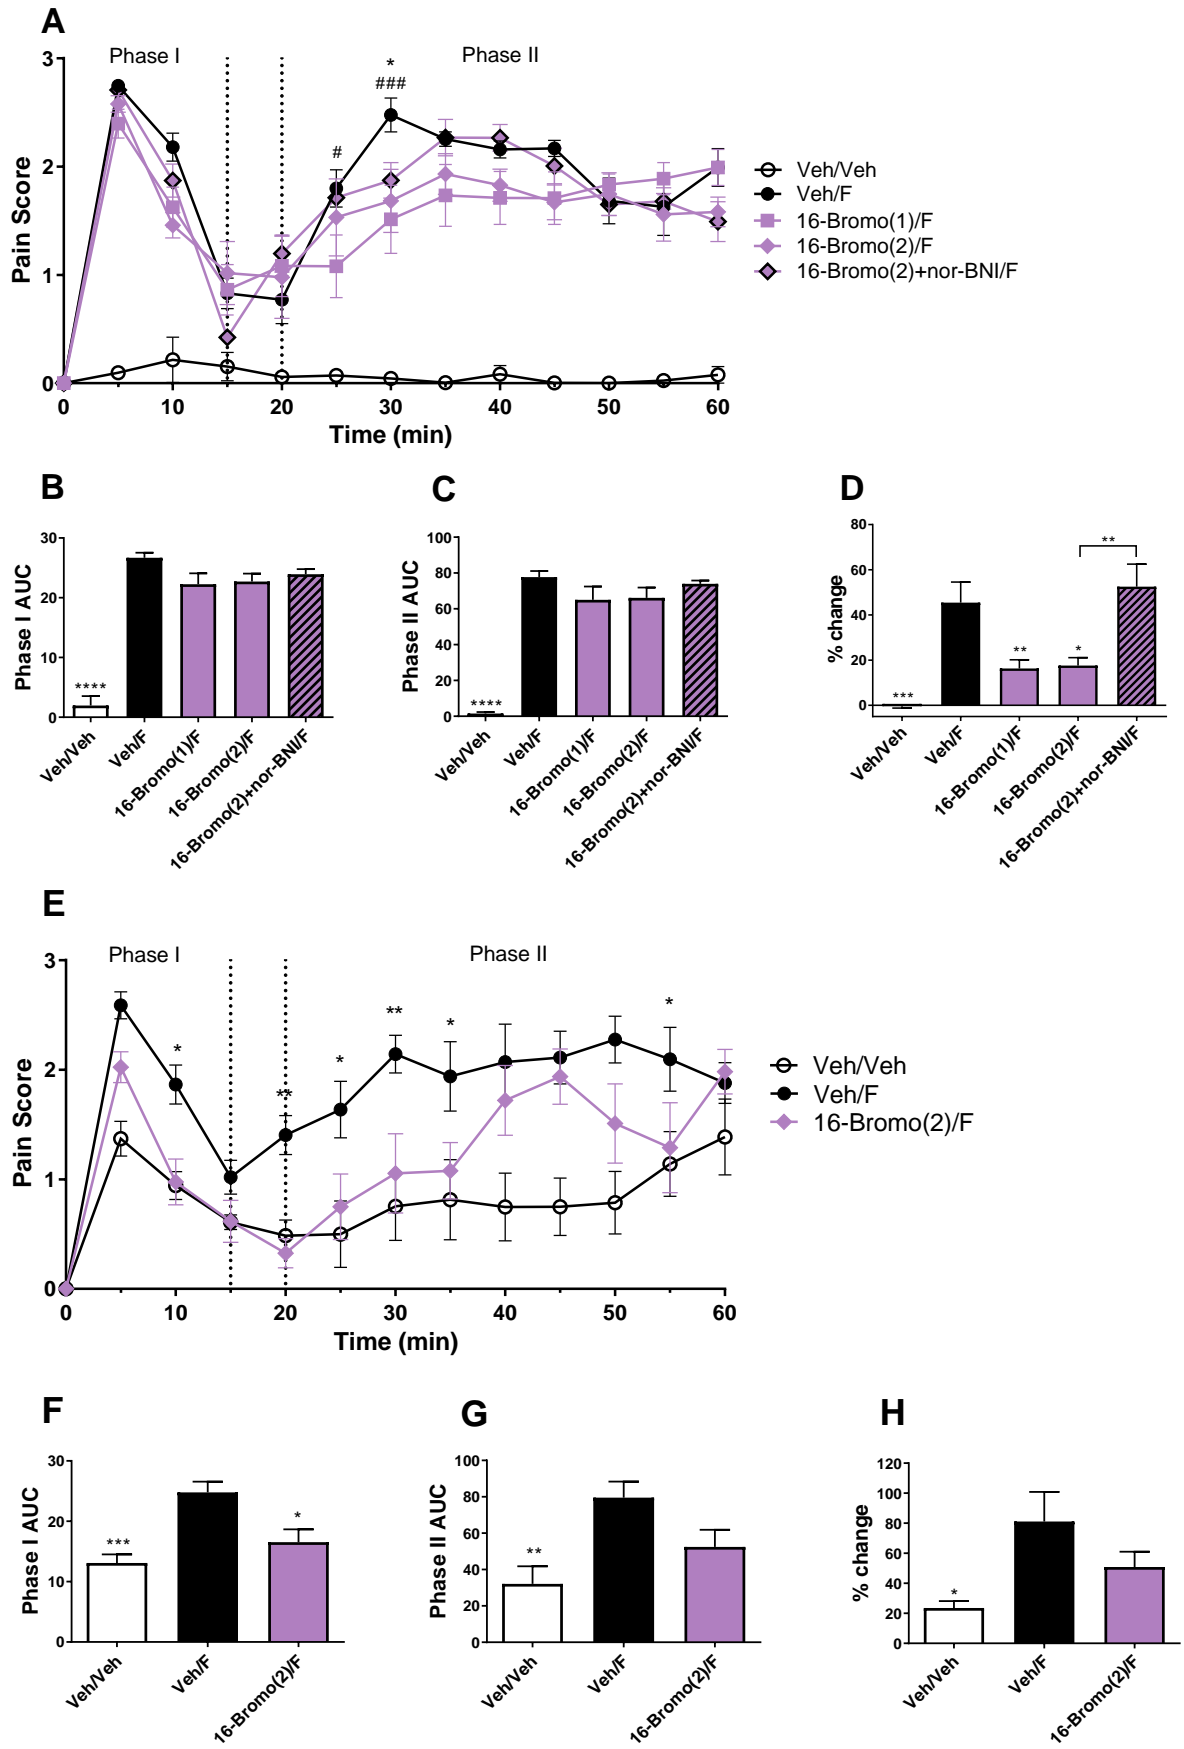 A
Phase I
Phase II
*
###
#
3
2
1
0
Pain Score
0
10
20
30
40
50
60
Time (min)
Veh/Veh
Veh/F
16-Bromo(1)/F
16-Bromo(2)/F
16-Bromo(2)+nor-BNI/F
B
30
20
10
0
Phase I AUC
****
Veh/Veh
Veh/F
16-Bromo(1)/F
16-Bromo(2)/F
16-Bromo(2)+nor-BNI/F
C
100
80
60
40
20
0
Phase II AUC
****
Veh/Veh
Veh/F
16-Bromo(1)/F
16-Bromo(2)/F
16-Bromo(2)+nor-BNI/F
D
80
60
40
20
0
% change
***
**
*
**
Veh/Veh
Veh/F
16-Bromo(1)/F
16-Bromo(2)/F
16-Bromo(2)+nor-BNI/F
E
Phase I
Phase II
*
**
*
**
*
*
3
2
1
0
Pain Score
0
10
20
30
40
50
60
Time (min)
Veh/Veh
Veh/F
16-Bromo(2)/F
F
30
20
10
0
Phase I AUC
***
*
Veh/Veh
Veh/F
16-Bromo(2)/F
G
100
80
60
40
20
0
Phase II AUC
**
Veh/Veh
Veh/F
16-Bromo(2)/F
H
120
100
80
60
40
20
0
% change
*
Veh/Veh
Veh/F
16-Bromo(2)/F